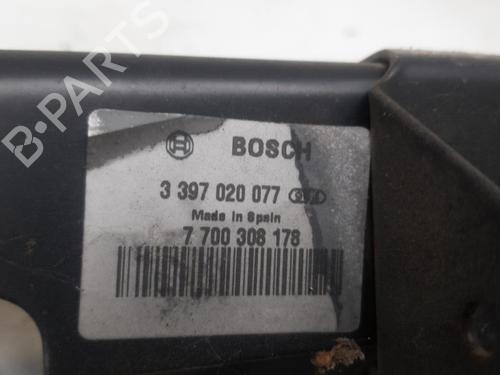 B-PARTS
BOSCH
3 397 020 077
Made in Spain
7 700 308 178